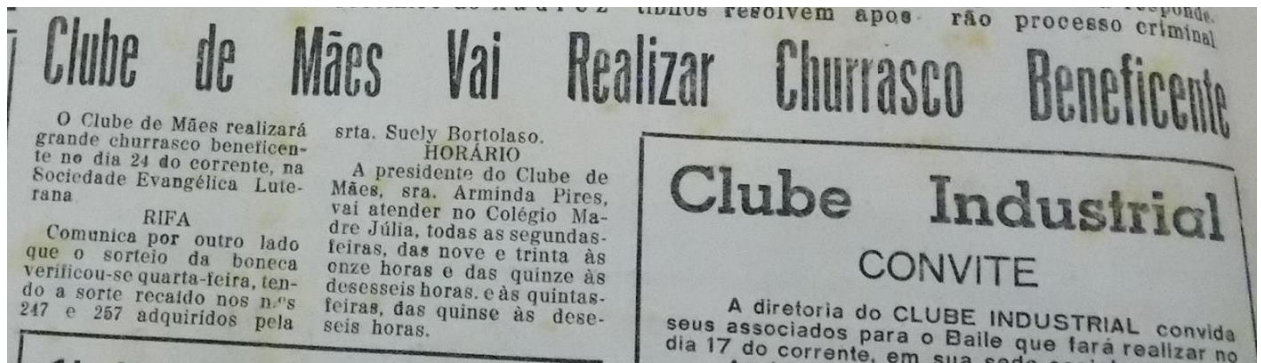 resolvem apos rão processo criminal
Clube de Mães Vai Realizar Churrasco Beneficente
O Clube de Mães realizará
grande churrasco beneficen-
te no dia 24 do corrente, na
Sociedade Evangélica Lute-
rana
RIFA
Comunica por outro lado
que o sorteio da boneca
verificou-se quarta-feira, ten-
do a sorte recaído nos n.ºs
247 e 257 adquiridos pela
srta. Suely Bortolaso.
HORÁRIO
A presidente do Clube de
Mães, sra. Arminda Pires,
vai atender no Colégio Ma-
dre Júlia, todas as segundas-
feiras, das nove e trinta às
onze horas e das quinze às
desesseis horas. e às quintas-
feiras, das quinse às dese-
seis horas.
Clube Industrial
CONVITE
A diretoria do CLUBE INDUSTRIAL convida
seus associados para o Baile que fará realizar no
dia 17 do corrente, em sua sede